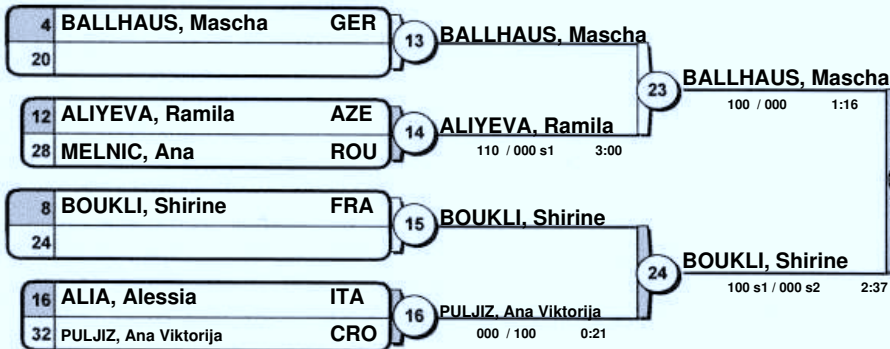 4 BALLHAUS, Mascha GER
20
13 BALLHAUS, Mascha
12 ALIYEVA, Ramila AZE
28 MELNIC, Ana ROU
14 ALIYEVA, Ramila
110 / 000 s1 3:00
23 BALLHAUS, Mascha
100 / 000 1:16
8 BOUKLI, Shirine FRA
24
15 BOUKLI, Shirine
16 ALIA, Alessia ITA
32 PULJIZ, Ana Viktorija CRO
16 PULJIZ, Ana Viktorija
000 / 100 0:21
24 BOUKLI, Shirine
100 s1 / 000 s2 2:37